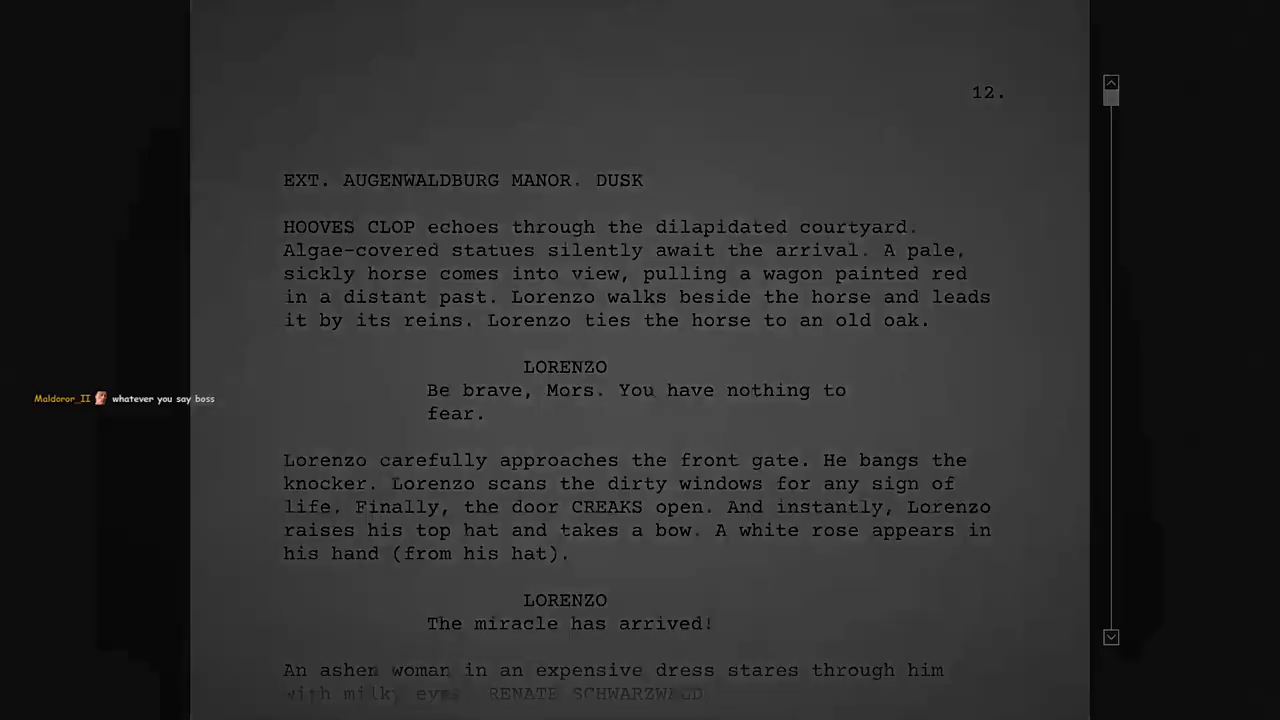 12.
EXT. AUGENWALDBURG MANOR. DUSK
HOOVES CLOP echoes through the dilapidated courtyard.
Algae-covered statues silently await the arrival. A pale,
sickly horse comes into view, pulling a wagon painted red
in a distant past. Lorenzo walks beside the horse and leads
it by its reins. Lorenzo ties the horse to an old oak.
LORENZO
Be brave, Mors. You have nothing to
fear.
Maldoror_II whatever you say boss
Lorenzo carefully approaches the front gate. He bangs the
knocker. Lorenzo scans the dirty windows for any sign of
life. Finally, the door CREAKS open. And instantly, Lorenzo
raises his top hat and takes a bow. A white rose appears in
his hand (from his hat).
LORENZO
The miracle has arrived!
An ashen woman in an expensive dress stares through him
with milky eyes. RENATE SCHWARZWALD